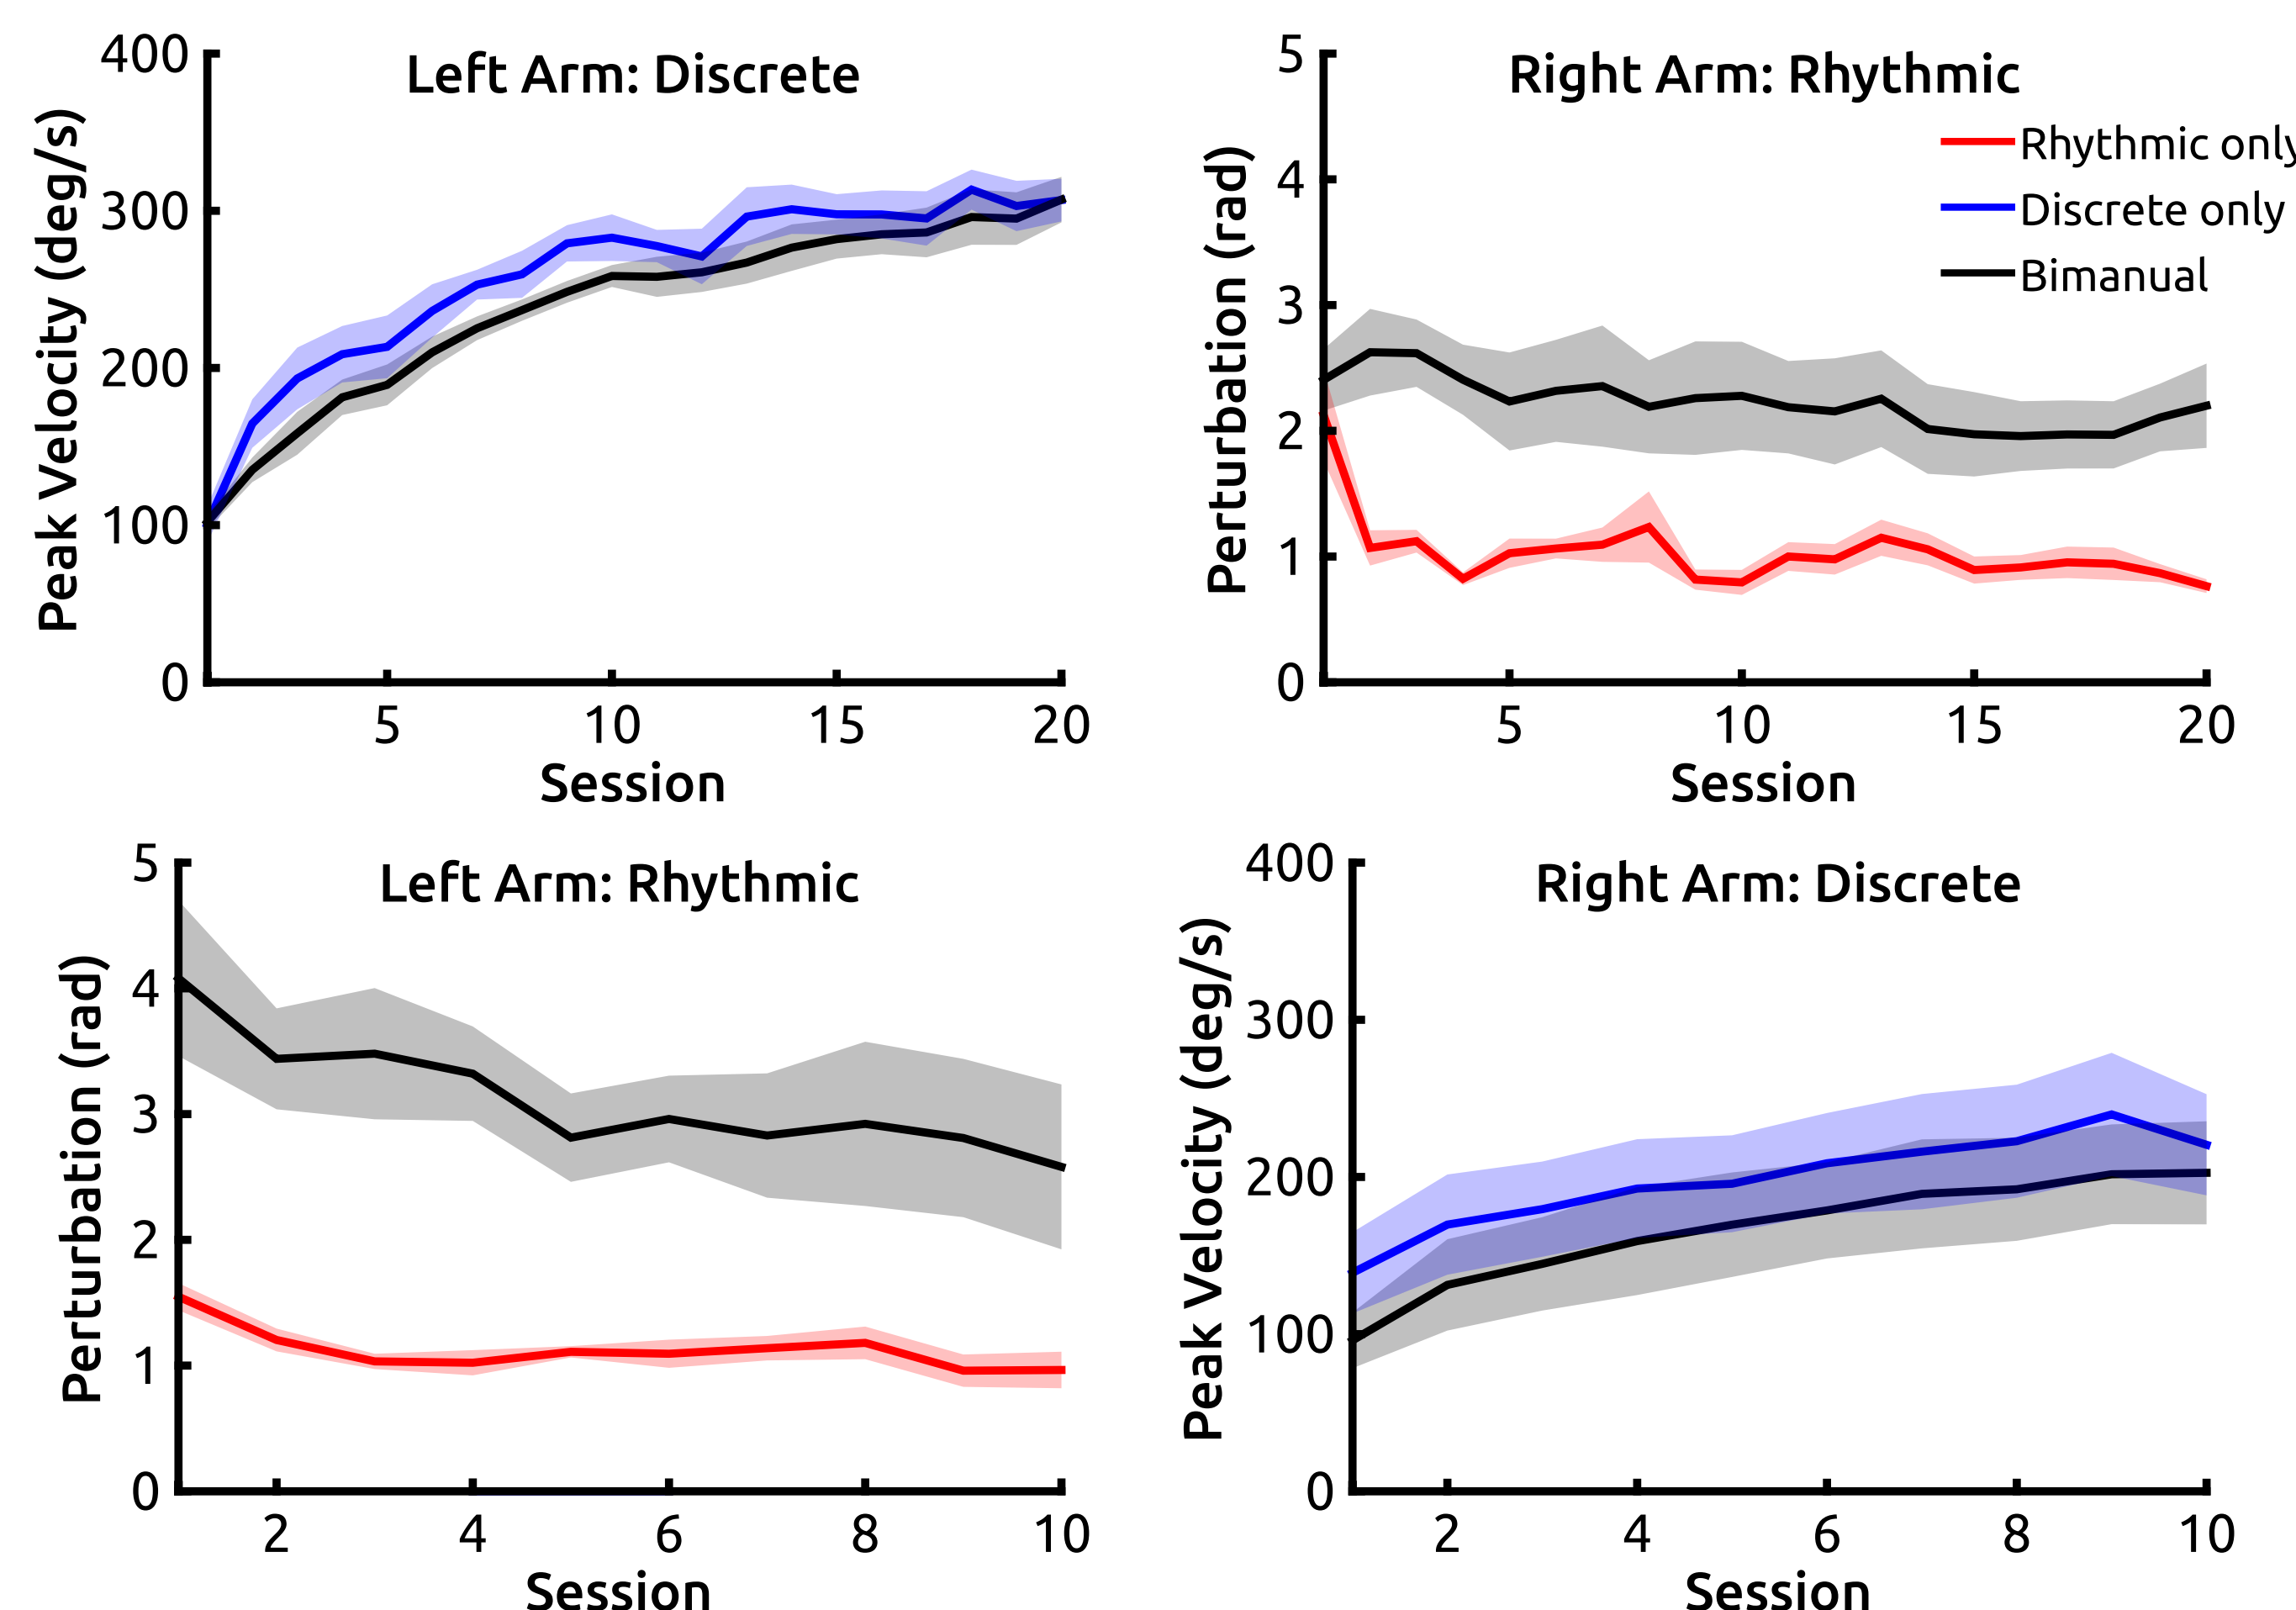 Left Arm: Discrete
Peak Velocity (deg/s)
400
300
200
100
0
5 10 15 20
Session
Right Arm: Rhythmic
Perturbation (rad)
5
4
3
2
1
0
5 10 15 20
Session
Rhythmic only
Discrete only
Bimanual
Left Arm: Rhythmic
Perturbation (rad)
5
4
3
2
1
0
2 4 6 8 10
Session
Right Arm: Discrete
Peak Velocity (deg/s)
400
300
200
100
0
2 4 6 8 10
Session